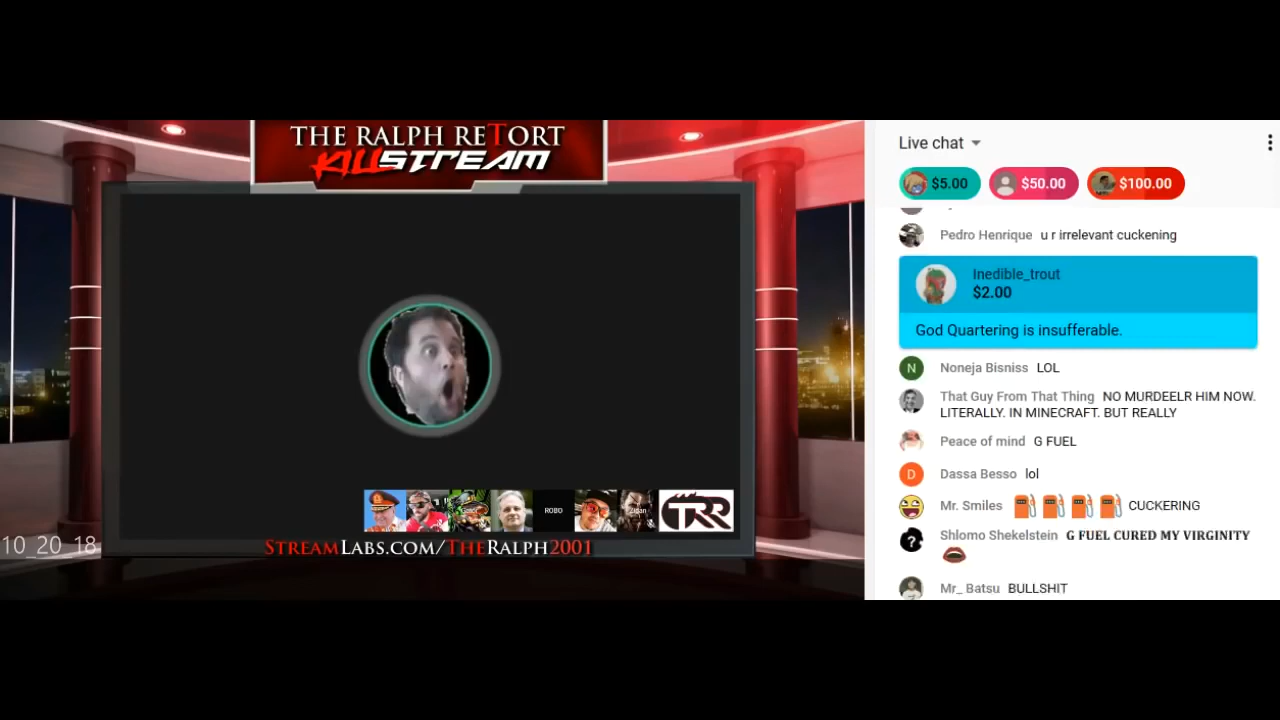 THE RALPH RETORT
KILLSTREAM
ROBO
TRR
10 20 18
STREAMLABS.COM/THERALPH2001
Live chat
$5.00 $50.00 $100.00
Pedro Henrique u r irrelevant cuckening
Inedible_trout
$2.00
God Quartering is insufferable.
N Noneja Bisniss LOL
That Guy From That Thing NO MURDEELR HIM NOW.
LITERALLY. IN MINECRAFT. BUT REALLY
Peace of mind G FUEL
D Dassa Besso lol
Mr. Smiles CUCKERING
? Shlomo Shekelstein G FUEL CURED MY VIRGINITY
Mr_ Batsu BULLSHIT